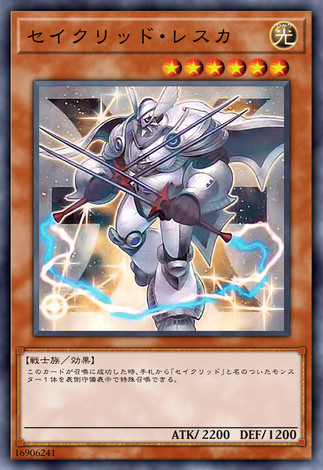 セイクリッド・レスカ
光
【戦士族／効果】
このカードが召喚に成功した時、手札から「セイクリッド」と名のついたモンス
ター１体を表側守備表示で特殊召喚できる。
ATK/2200 DEF/1200
16906241